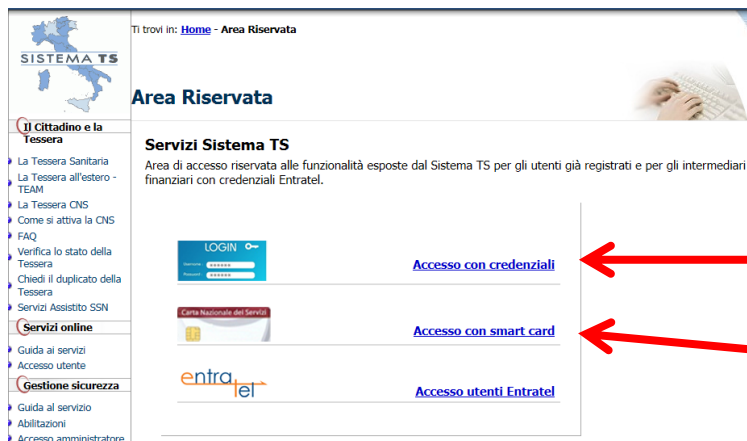 SISTEMA TS
Il Cittadino e la
Tessera
La Tessera Sanitaria
La Tessera all'estero -
TEAM
La Tessera CNS
Come si attiva la CNS
FAQ
Verifica lo stato della
Tessera
Chiedi il duplicato della
Tessera
Servizi Assistito SSN
Servizi online
Guida ai servizi
Accesso utente
Gestione sicurezza
Guida al servizio
Abilitazioni
Accesso amministratore
Ti trovi in: Home - Area Riservata
Area Riservata
Servizi Sistema TS
Area di accesso riservata alle funzionalità esposte dal Sistema TS per gli utenti già registrati e per gli intermediari
finanziari con credenziali Entratel.
LOGIN
Username
Password
Accesso con credenziali
Carta Nazionale dei Servizi
Accesso con smart card
entratel
Accesso utenti Entratel